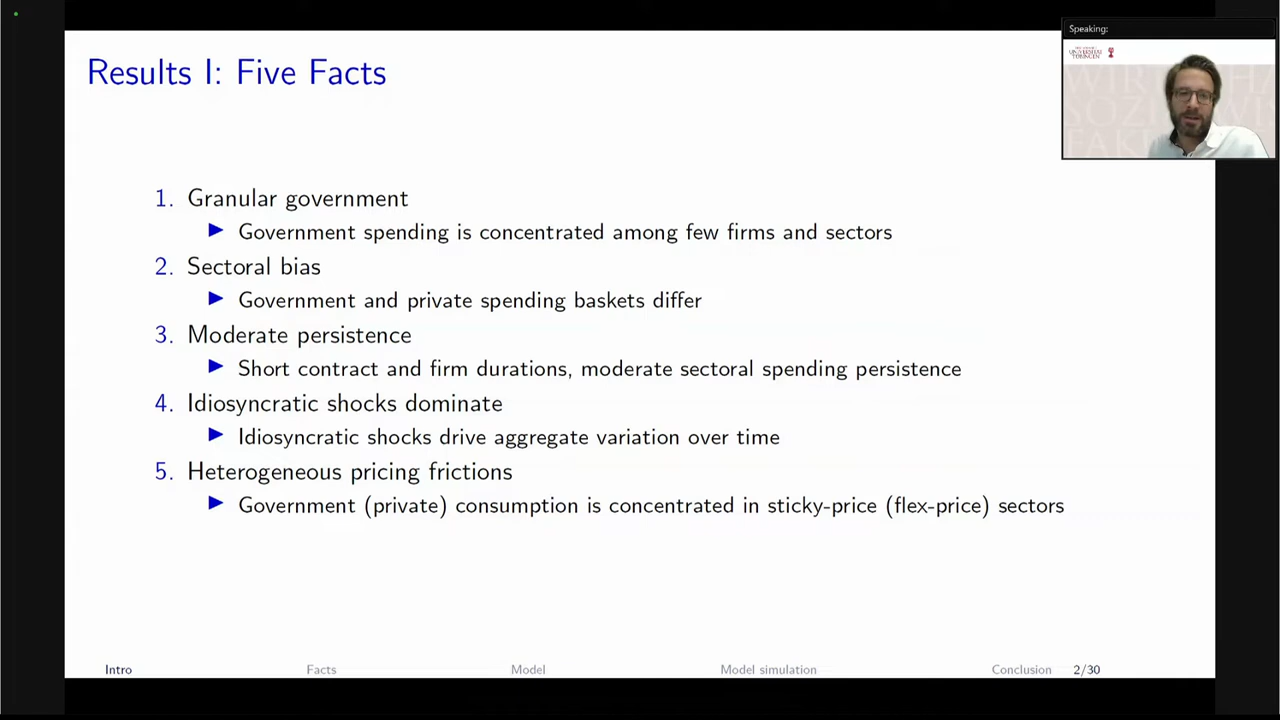 Results I: Five Facts
Speaking:
UNIVERSITÄT
TÜBINGEN
1. Granular government
Government spending is concentrated among few firms and sectors
2. Sectoral bias
Government and private spending baskets differ
3. Moderate persistence
Short contract and firm durations, moderate sectoral spending persistence
4. Idiosyncratic shocks dominate
Idiosyncratic shocks drive aggregate variation over time
5. Heterogeneous pricing frictions
Government (private) consumption is concentrated in sticky-price (flex-price) sectors
Intro Facts Model Model simulation Conclusion 2/30